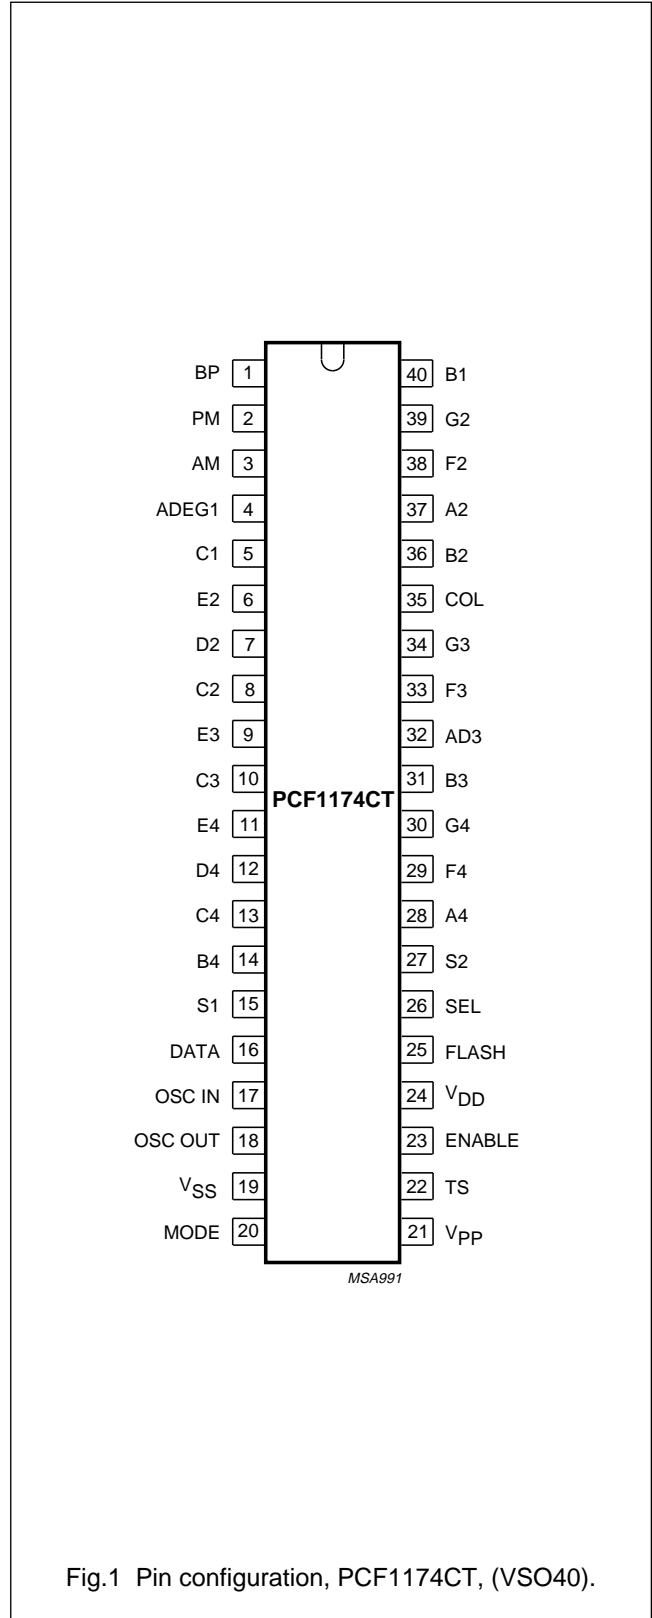 BP 1 40 B1
PM 2 39 G2
AM 3 38 F2
ADEG1 4 37 A2
C1 5 36 B2
E2 6 35 COL
D2 7 34 G3
C2 8 33 F3
E3 9 32 AD3
C3 10 31 B3
PCF1174CT
E4 11 30 G4
D4 12 29 F4
C4 13 28 A4
B4 14 27 S2
S1 15 26 SEL
DATA 16 25 FLASH
OSC IN 17 24 VDD
OSC OUT 18 23 ENABLE
VSS 19 22 TS
MODE 20 21 VPP
MSA991
Fig.1 Pin configuration, PCF1174CT, (VSO40).